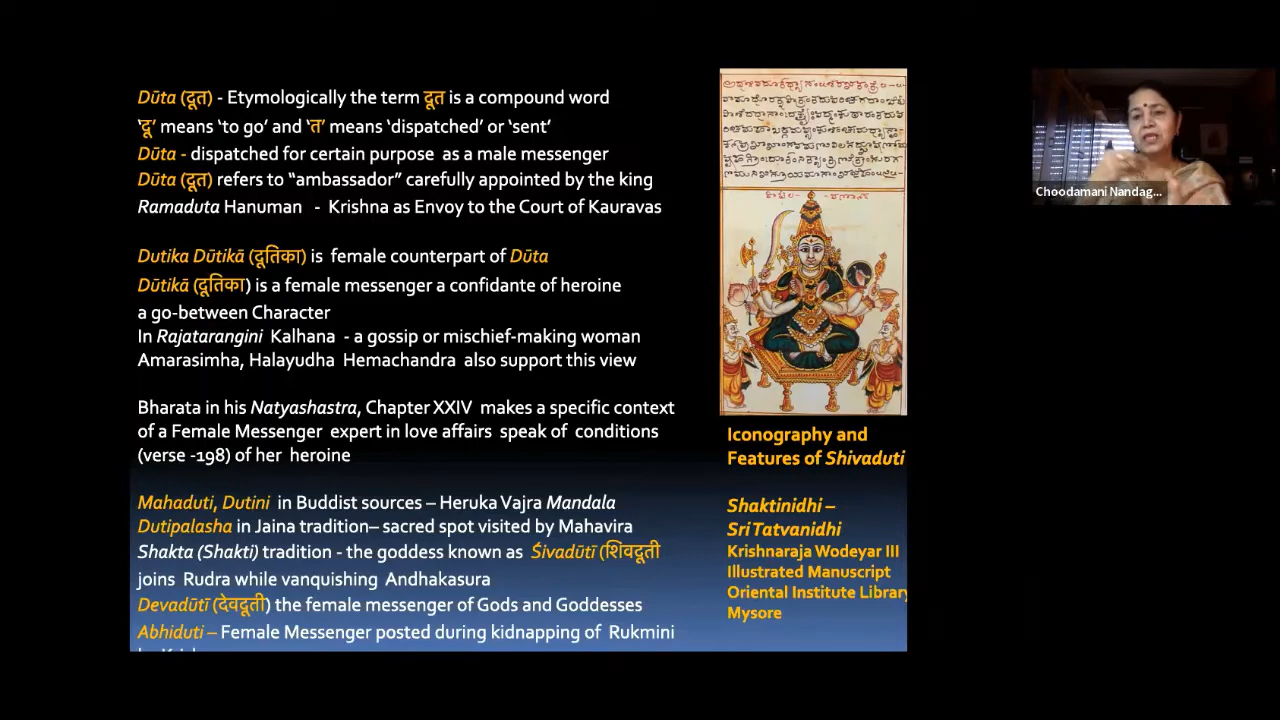 Dūta (दूत) - Etymologically the term दूत is a compound word
‘दू’ means ‘to go’ and ‘त’ means ‘dispatched’ or ‘sent’
Dūta - dispatched for certain purpose as a male messenger
Dūta (दूत) refers to “ambassador” carefully appointed by the king
Ramaduta Hanuman - Krishna as Envoy to the Court of Kauravas
Dutika Dūtikā (दूतिका) is female counterpart of Dūta
Dūtikā (दूतिका) is a female messenger a confidante of heroine
a go-between Character
In Rajatarangini Kalhana - a gossip or mischief-making woman
Amarasimha, Halayudha Hemachandra also support this view
Bharata in his Natyashastra, Chapter XXIV makes a specific context
of a Female Messenger expert in love affairs speak of conditions
(verse -198) of her heroine
Mahaduti, Dutini in Buddist sources – Heruka Vajra Mandala
Dutipalasha in Jaina tradition– sacred spot visited by Mahavira
Shakta (Shakti) tradition - the goddess known as Śivadūtī (शिवदूती
joins Rudra while vanquishing Andhakasura
Devadūtī (देवदूती) the female messenger of Gods and Goddesses
Abhiduti – Female Messenger posted during kidnapping of Rukmini
Iconography and
Features of Shivaduti
Shaktinidhi –
Sri Tatvanidhi
Krishnaraja Wodeyar III
Illustrated Manuscript
Oriental Institute Library
Mysore
Choodamani Nandag...